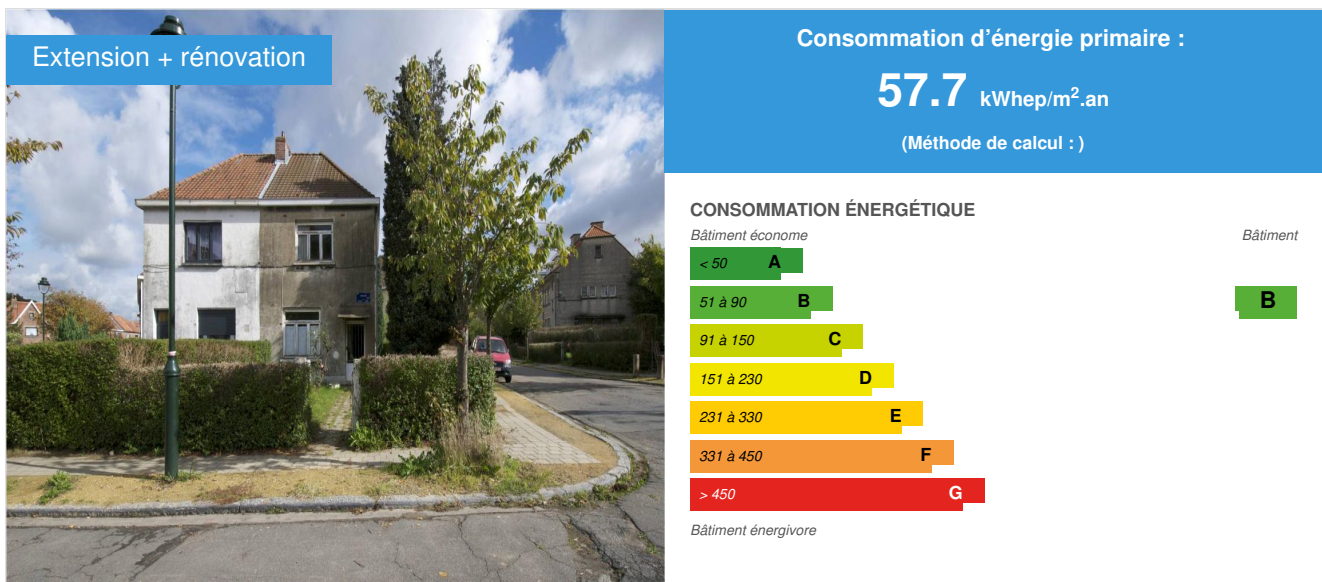 Extension + rénovation
Consommation d'énergie primaire :
57.7 kWhep/m².an
(Méthode de calcul : )
CONSOMMATION ÉNERGÉTIQUE
Bâtiment économe
Bâtiment
< 50 A
51 à 90 B
B
91 à 150 C
151 à 230 D
231 à 330 E
331 à 450 F
> 450 G
Bâtiment énergivore